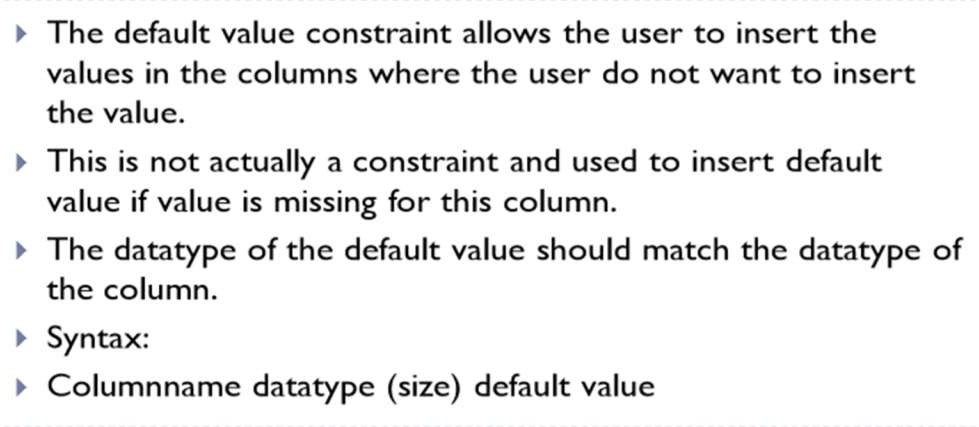 The default value constraint allows the user to insert the
values in the columns where the user do not want to insert
the value.
This is not actually a constraint and used to insert default
value if value is missing for this column.
The datatype of the default value should match the datatype of
the column.
Syntax:
Columnname datatype (size) default value